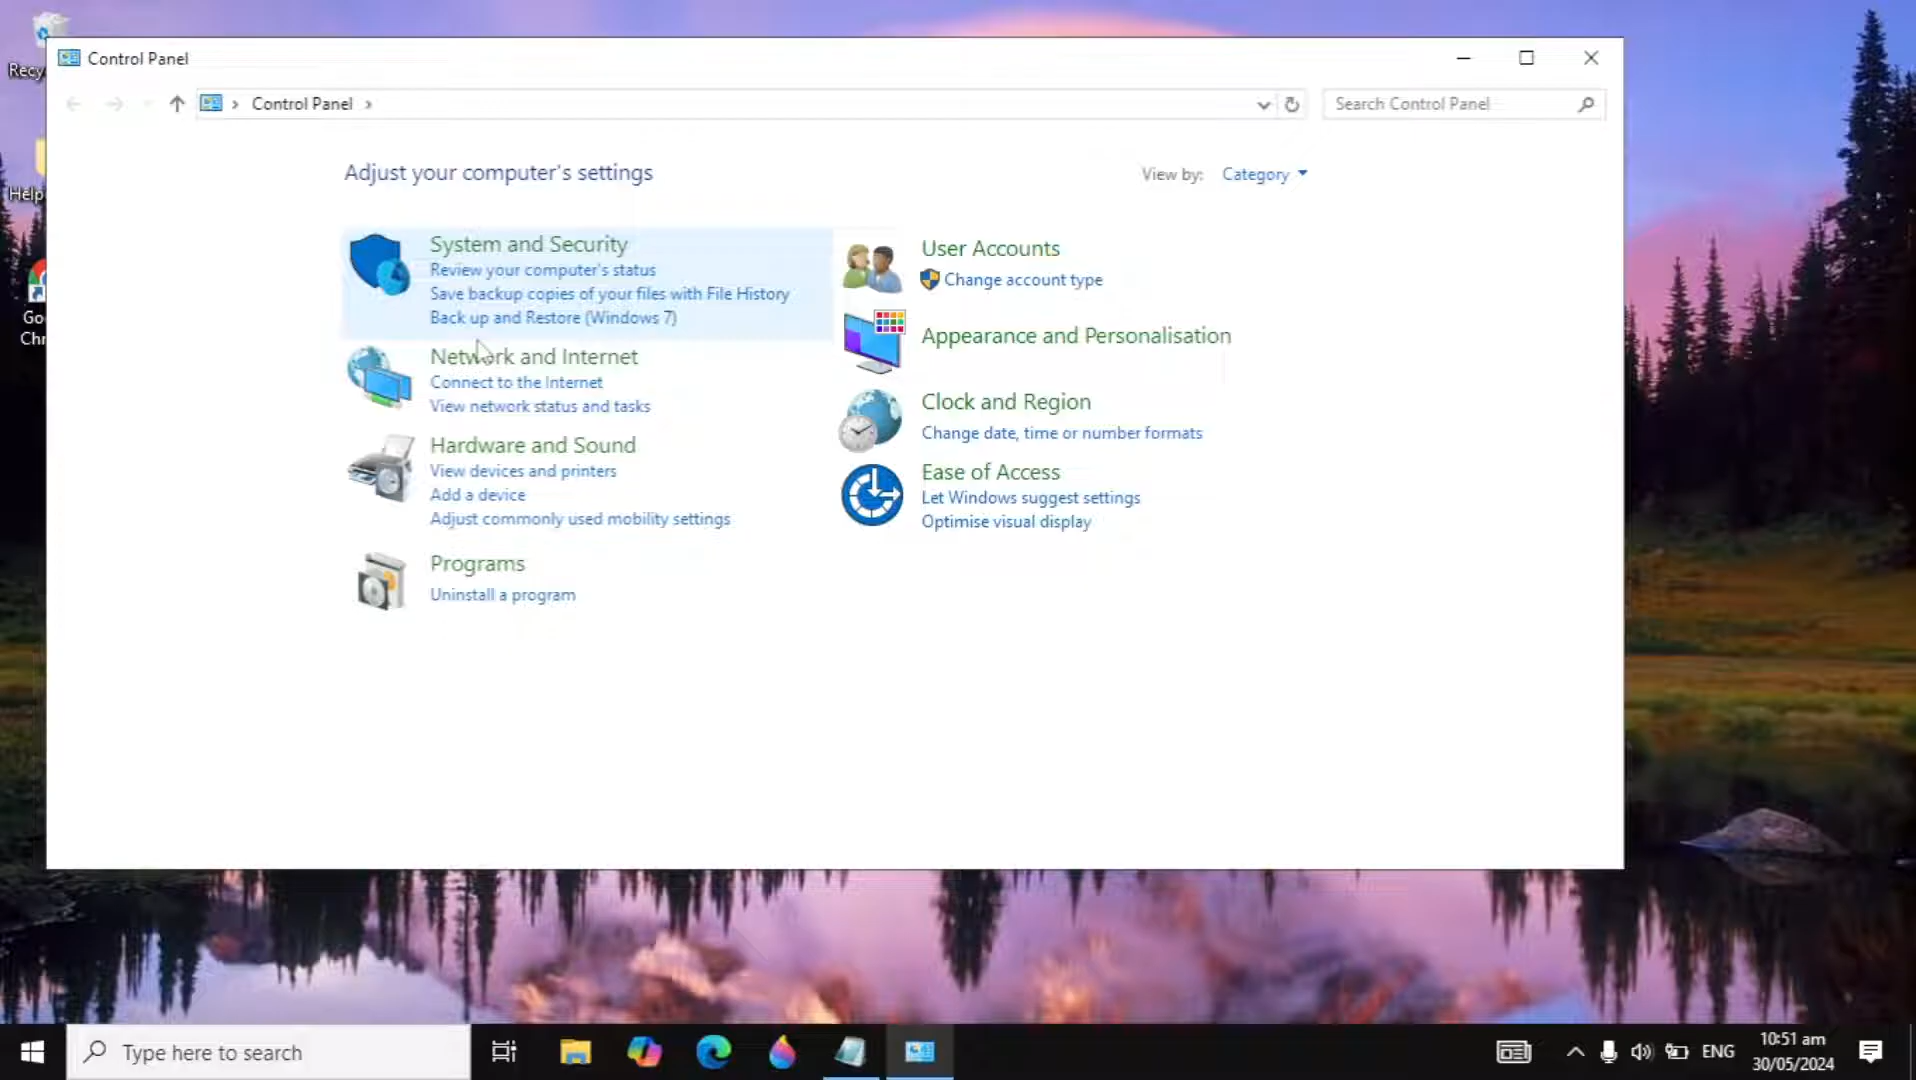 Recy
Help
Go
Chr
Control Panel
Control Panel
Search Control Panel
Adjust your computer's settings
View by: Category
System and Security
Review your computer's status
Save backup copies of your files with File History
Back up and Restore (Windows 7)
Network and Internet
Connect to the Internet
View network status and tasks
Hardware and Sound
View devices and printers
Add a device
Adjust commonly used mobility settings
Programs
Uninstall a program
User Accounts
Change account type
Appearance and Personalisation
Clock and Region
Change date, time or number formats
Ease of Access
Let Windows suggest settings
Optimise visual display
Type here to search
ENG
10:51 am
30/05/2024